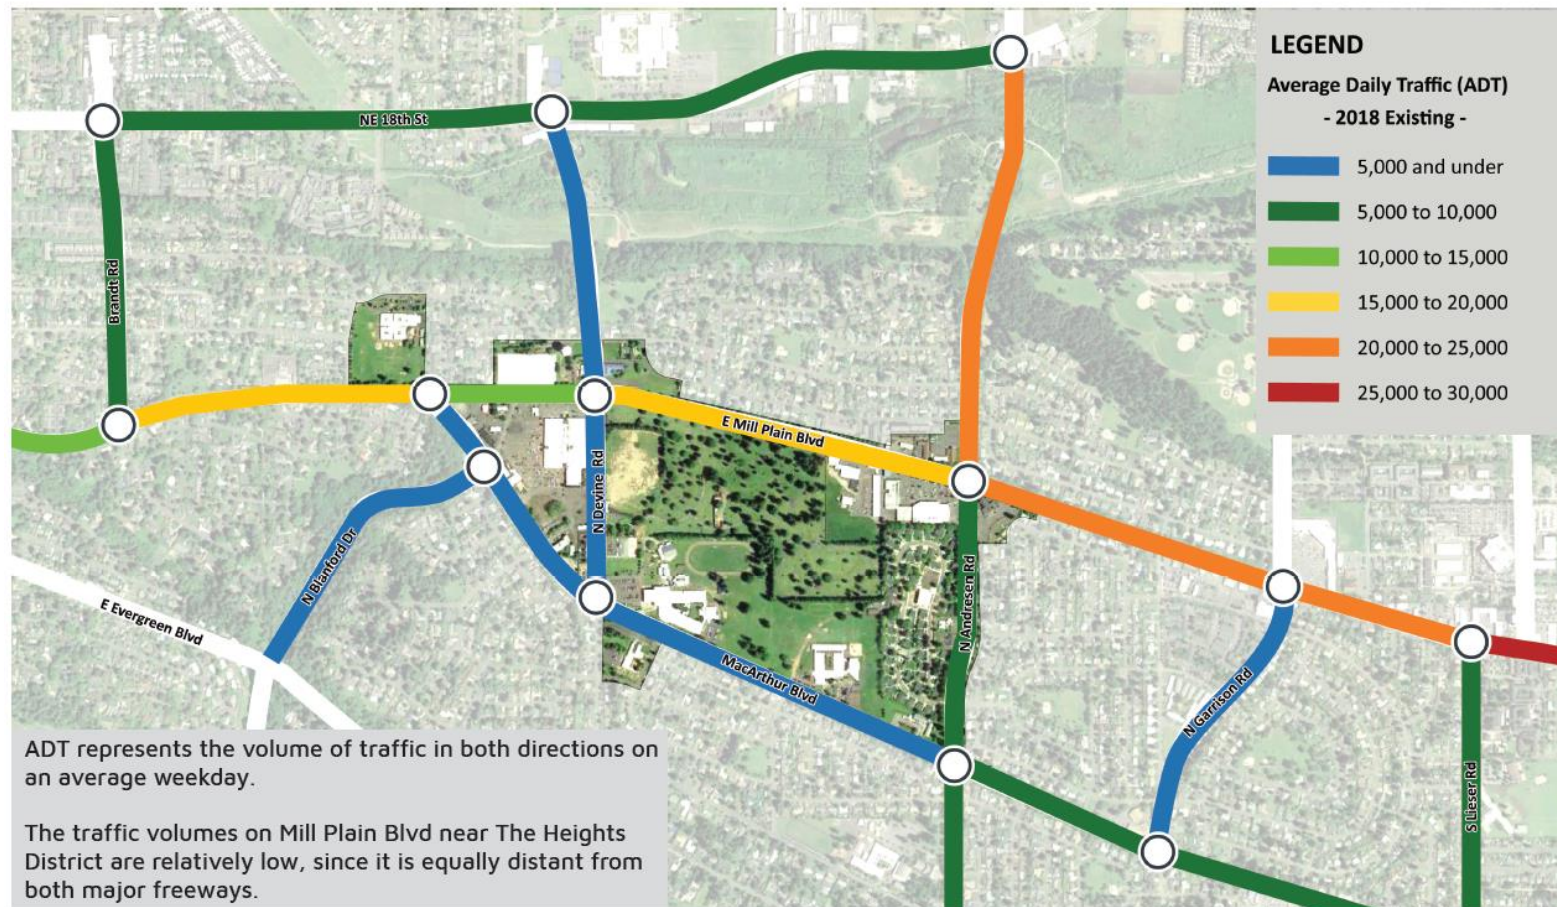 LEGEND
Average Daily Traffic (ADT)
- 2018 Existing -
5,000 and under
5,000 to 10,000
10,000 to 15,000
15,000 to 20,000
20,000 to 25,000
25,000 to 30,000
NE 18th St
Brandt Rd
E Mill Plain Blvd
N Devine Rd
N Blanford Dr
E Evergreen Blvd
N Andresen Rd
MacArthur Blvd
N Garrison Rd
S Lieser Rd
ADT represents the volume of traffic in both directions on
an average weekday.
The traffic volumes on Mill Plain Blvd near The Heights
District are relatively low, since it is equally distant from
both major freeways.